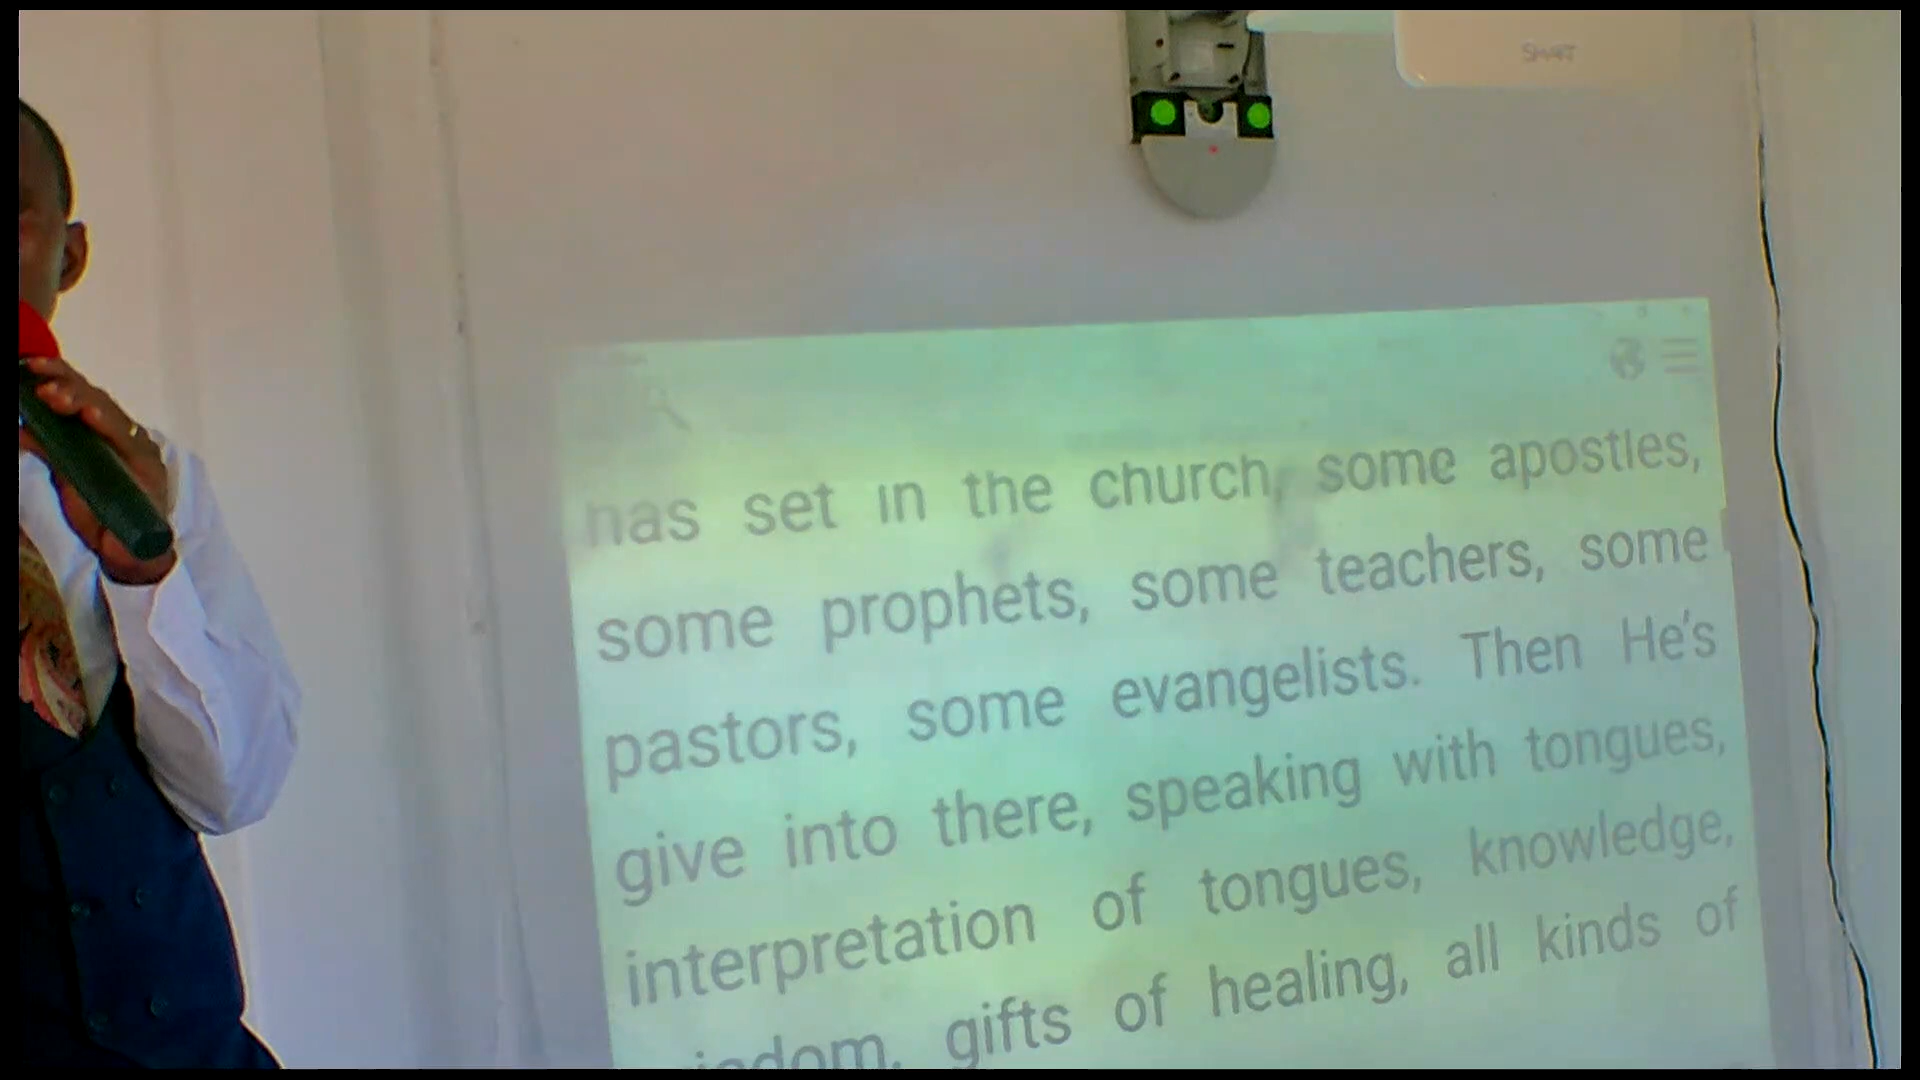 SMART
has set in the church, some apostles,
some prophets, some teachers, some
pastors, some evangelists. Then He's
give into there, speaking with tongues,
interpretation of tongues, knowledge,
gifts of healing, all kinds of